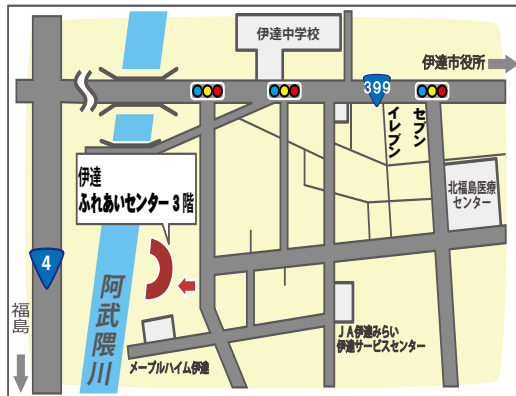 伊達中学校
伊達市役所
399
セブン
イレブン
伊達
ふれあいセンター 3 階
北福島医療
センター
4
阿武隈川
福島
JA伊達みらい
伊達サービスセンター
メープルハイム伊達